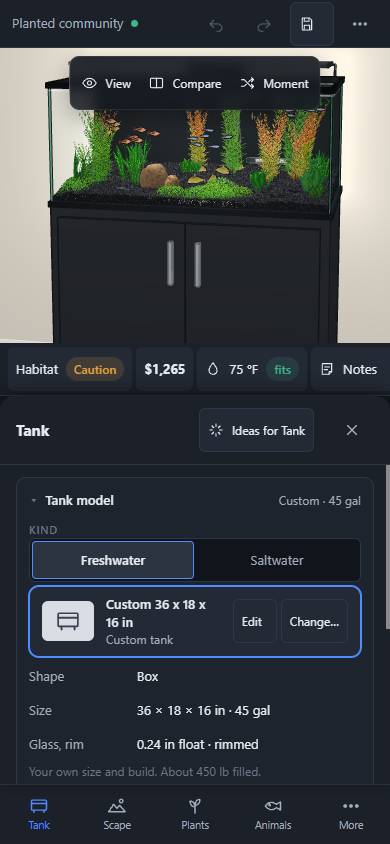 Planted community
View
Compare
Moment
Habitat
Caution
$1,265
75 °F
fits
Notes
Tank
Ideas for Tank
Tank model
Custom · 45 gal
KIND
Freshwater
Saltwater
Custom 36 x 18 x
16 in
Custom tank
Edit
Change...
Shape
Box
Size
36 × 18 × 16 in · 45 gal
Glass, rim
0.24 in float · rimmed
Your own size and build. About 450 lb filled.
Tank
Scape
Plants
Animals
More